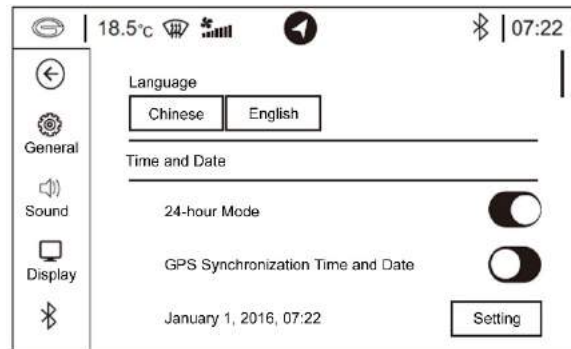 18.5°C 07:22
Language
Chinese English
General
Time and Date
Sound
24-hour Mode
GPS Synchronization Time and Date
Display
January 1, 2016, 07:22 Setting